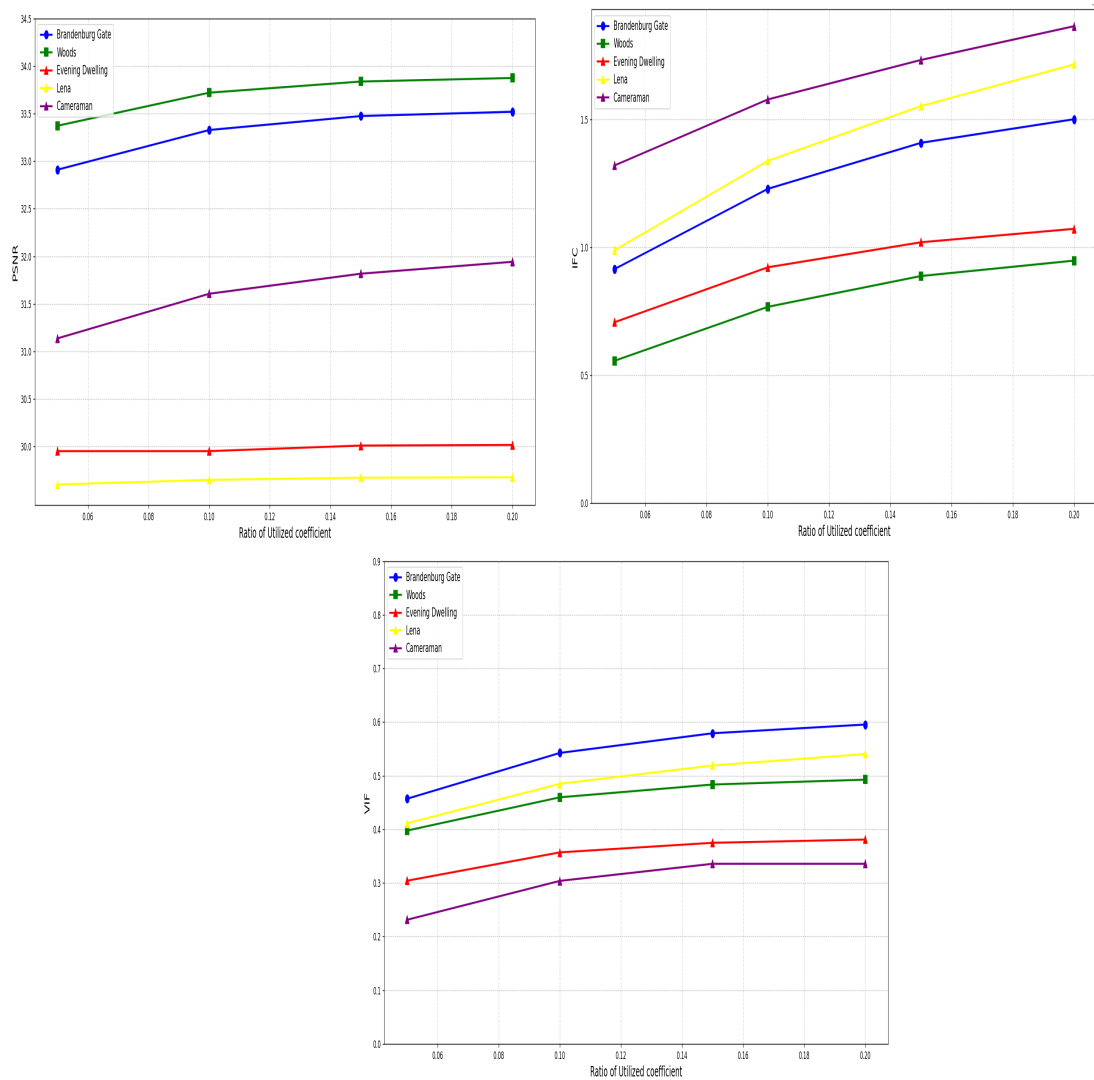 34.5
34.0
33.5
33.0
32.5
32.0
31.5
31.0
30.5
30.0
PSNR
Brandenburg Gate
Woods
Evening Dwelling
Lena
Cameraman
0.06 0.08 0.10 0.12 0.14 0.16 0.18 0.20
Ratio of Utilized coefficient
1.5
1.0
0.5
0.0
IFC
Brandenburg Gate
Woods
Evening Dwelling
Lena
Cameraman
0.06 0.08 0.10 0.12 0.14 0.16 0.18 0.20
Ratio of Utilized coefficient
0.9
0.8
0.7
0.6
0.5
0.4
0.3
0.2
0.1
0.0
VIF
Brandenburg Gate
Woods
Evening Dwelling
Lena
Cameraman
0.06 0.08 0.10 0.12 0.14 0.16 0.18 0.20
Ratio of Utilized coefficient